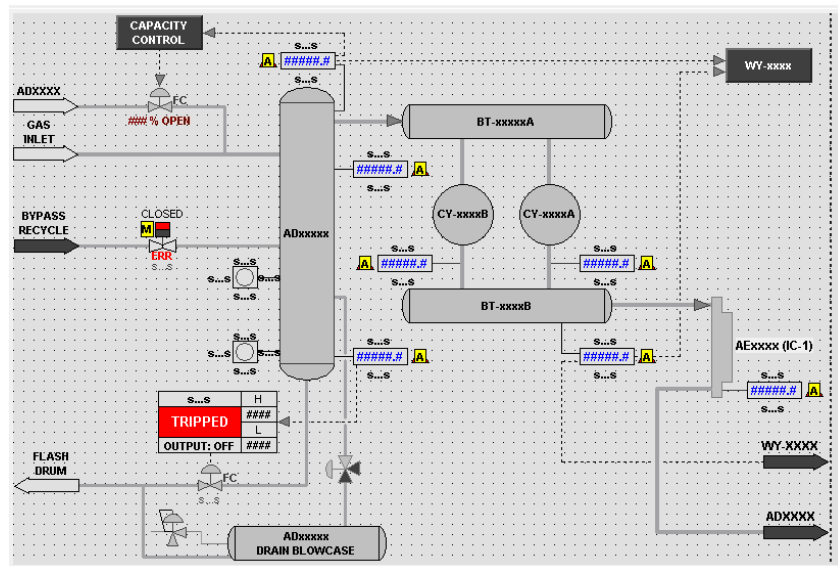 CAPACITY
CONTROL
s...s
A
#####.#
s...s
WY-xxxx
ADXXXX
FC
### % OPEN
GAS
INLET
BT-xxxxxA
s...s
#####.#
A
s...s
BYPASS
RECYCLE
CLOSED
M
ERR
s...s
ADxxxxx
CY-xxxxB
CY-xxxxA
s...s
A
#####.#
s...s
s...s
#####.#
A
s...s
s...s
s...s
s...s
s...s
BT-xxxxB
s...s
s...s
s...s
s...s
s...s
#####.#
A
s...s
s...s
#####.#
A
s...s
AExxxx (IC-1)
s...s
#####.#
A
s...s
s...s
H
TRIPPED
####
L
OUTPUT: OFF
####
FLASH
DRUM
FC
s...s
WY-XXXX
ADXXXX
ADxxxxx
DRAIN BLOWCASE